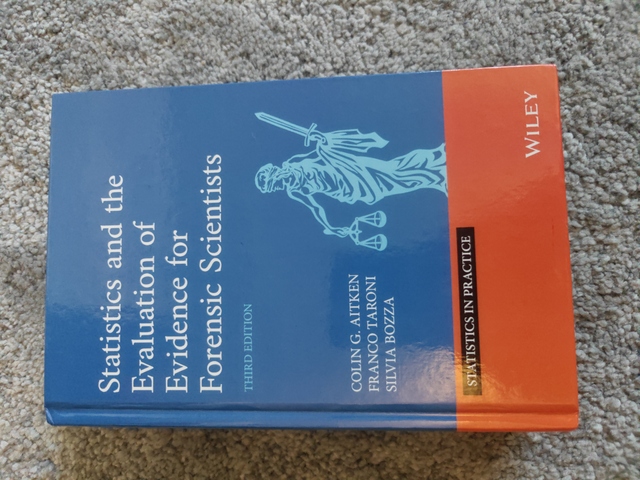 Statistics and the
Evaluation of
Evidence for
Forensic Scientists
THIRD EDITION
COLIN G. AITKEN
FRANCO TARONI
SILVIA BOZZA
STATISTICS IN PRACTICE
WILEY